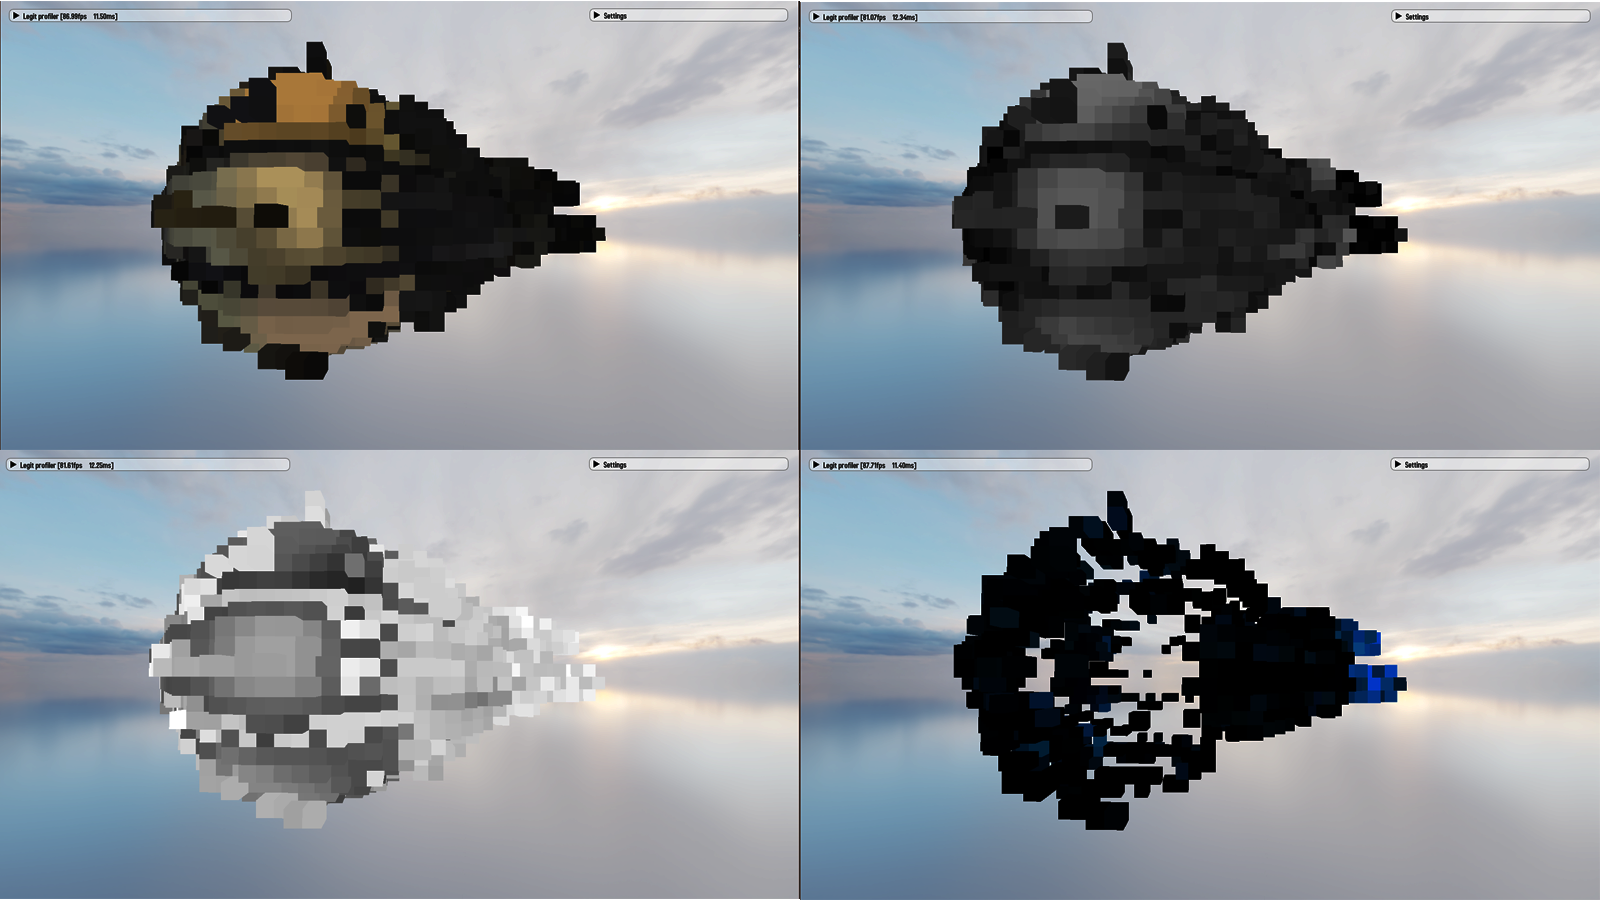 Legit profiler [86.99fps 11.50ms]
Settings
Legit profiler [81.07fps 12.34ms]
Settings
Legit profiler [81.61fps 12.25ms]
Settings
Legit profiler [87.71fps 11.40ms]
Settings